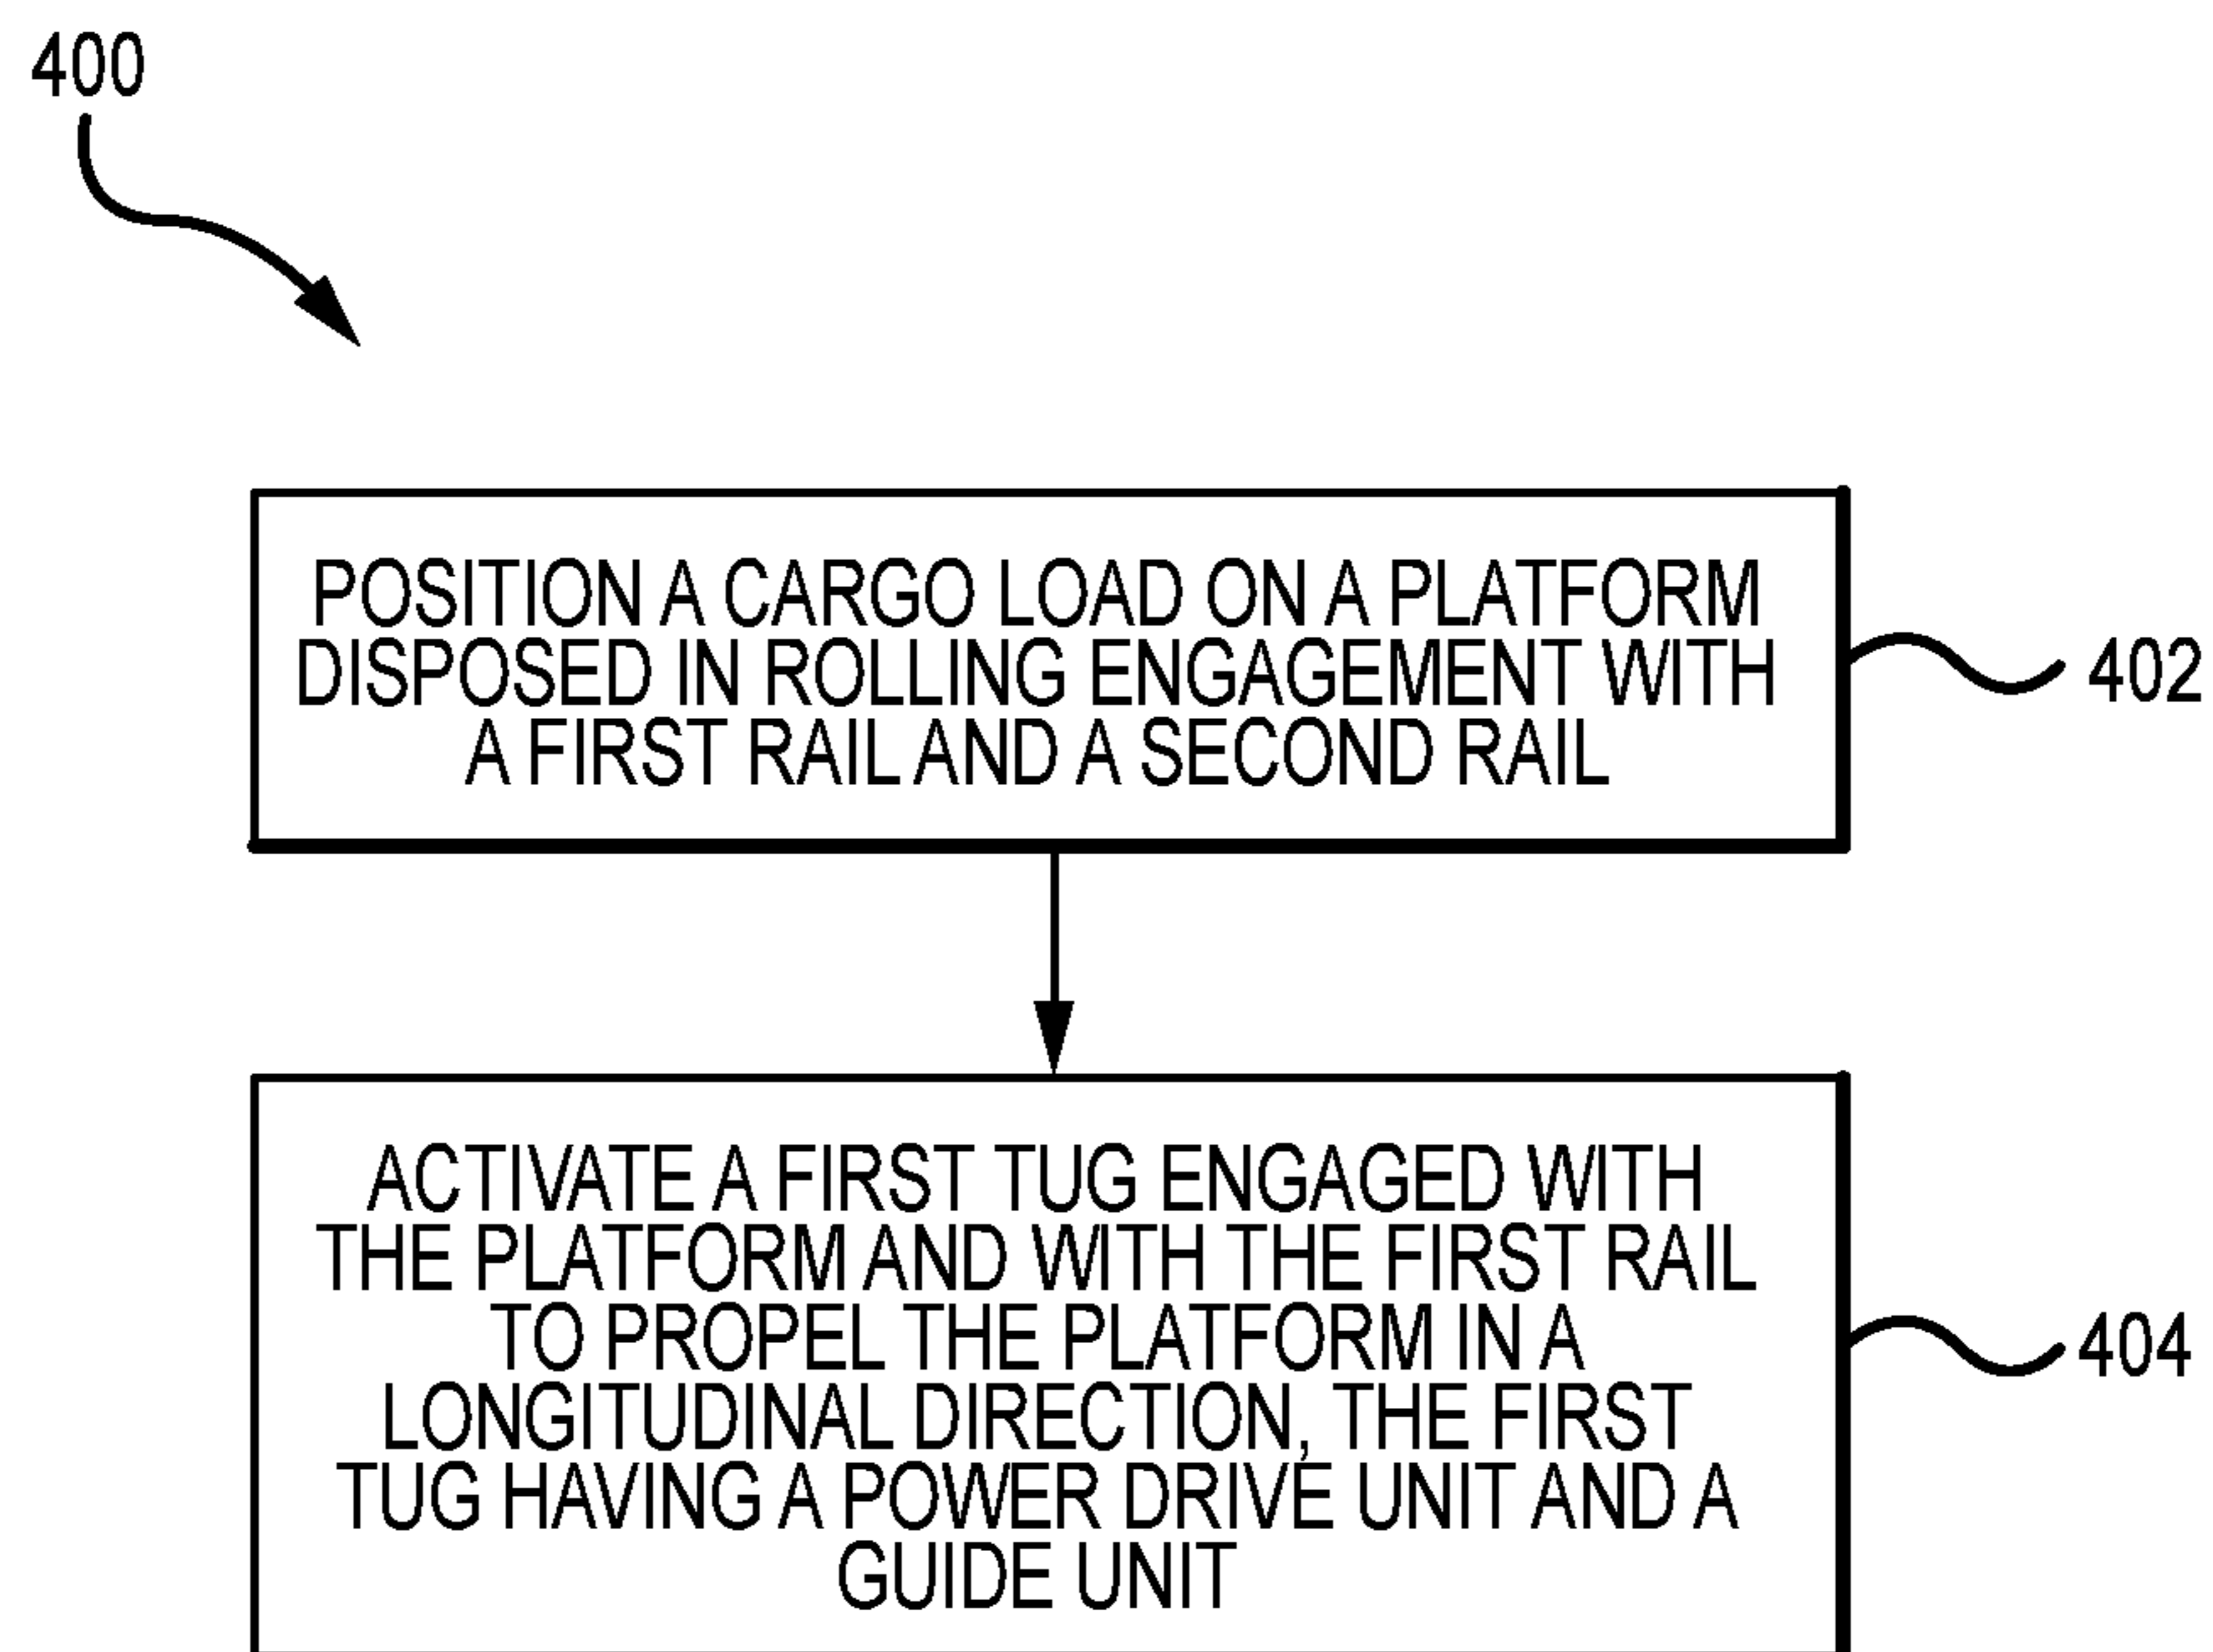 400
POSITION A CARGO LOAD ON A PLATFORM
DISPOSED IN ROLLING ENGAGEMENT WITH
A FIRST RAIL AND A SECOND RAIL
402
ACTIVATE A FIRST TUG ENGAGED WITH
THE PLATFORM AND WITH THE FIRST RAIL
TO PROPEL THE PLATFORM IN A
LONGITUDINAL DIRECTION, THE FIRST
TUG HAVING A POWER DRIVE UNIT AND A
GUIDE UNIT
404